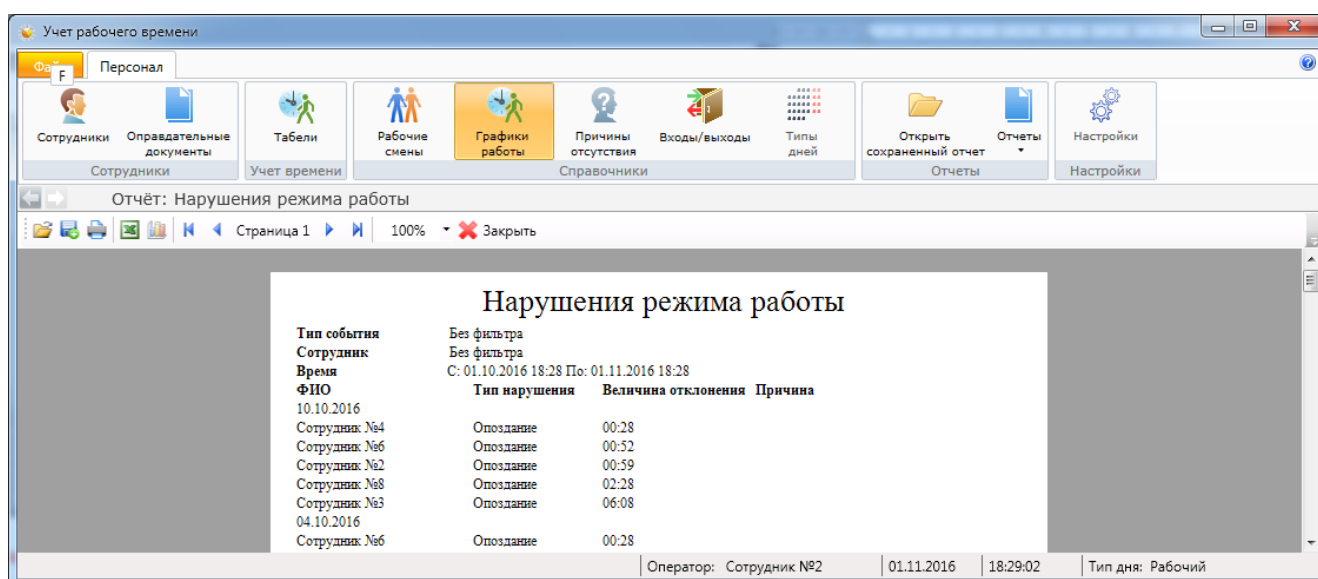 Учет рабочего времени
F
Персонал
Сотрудники
Оправдательные документы
Табели
Рабочие смены
Графики работы
Причины отсутствия
Входы/выходы
Типы дней
Открыть сохраненный отчет
Отчеты
Настройки
Сотрудники
Учет времени
Справочники
Отчеты
Настройки
Отчёт: Нарушения режима работы
Страница 1
100%
Закрыть
Нарушения режима работы
Тип события Без фильтра
Сотрудник Без фильтра
Время С: 01.10.2016 18:28 По: 01.11.2016 18:28
ФИО Тип нарушения Величина отклонения Причина
10.10.2016
Сотрудник №4 Опоздание 00:28
Сотрудник №6 Опоздание 00:52
Сотрудник №2 Опоздание 00:59
Сотрудник №8 Опоздание 02:28
Сотрудник №3 Опоздание 06:08
04.10.2016
Сотрудник №6 Опоздание 00:28
Оператор: Сотрудник №2 01.11.2016 18:29:02 Тип дня: Рабочий